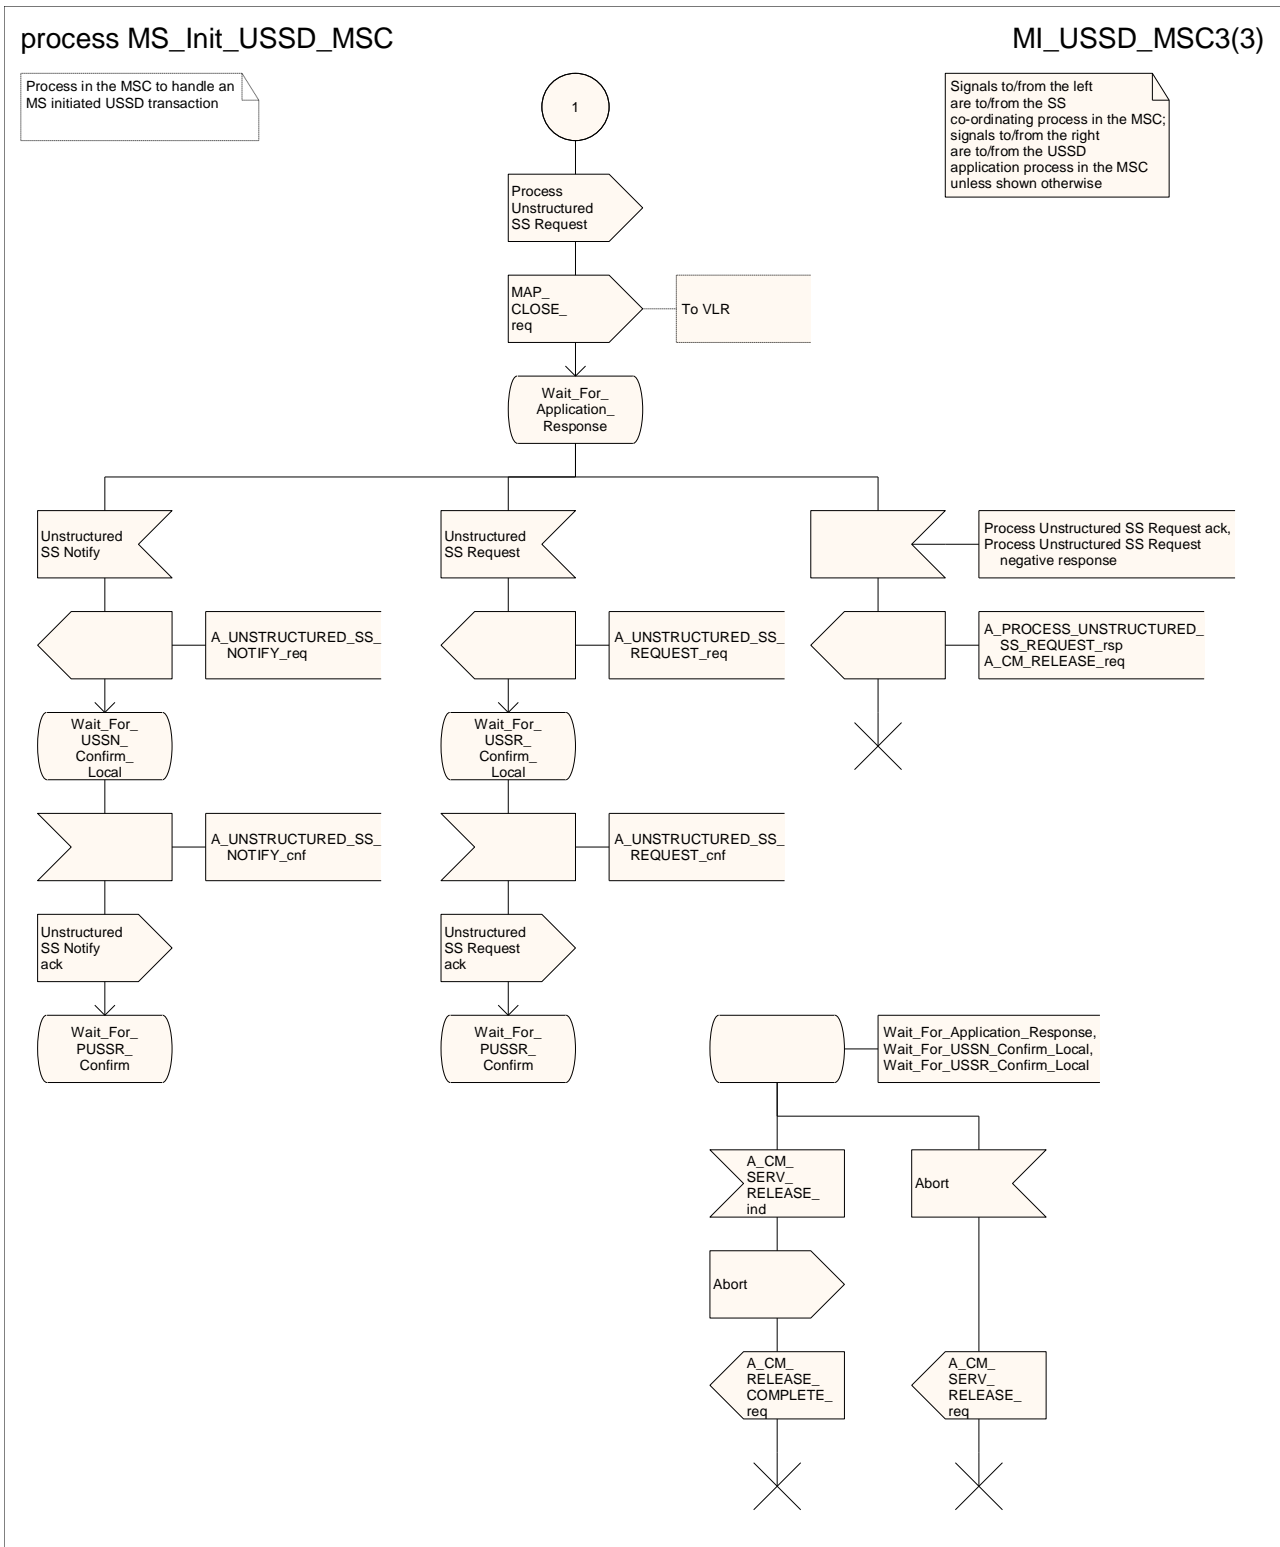 process MS_Init_USSD_MSC
MI_USSD_MSC3(3)
Process in the MSC to handle an
MS initiated USSD transaction
1
Signals to/from the left
are to/from the SS
co-ordinating process in the MSC;
signals to/from the right
are to/from the USSD
application process in the MSC
unless shown otherwise
Process
Unstructured
SS Request
MAP_
CLOSE_
req
To VLR
Wait_For_
Application_
Response
Unstructured
SS Notify
Unstructured
SS Request
Process Unstructured SS Request ack,
Process Unstructured SS Request
negative response
A_UNSTRUCTURED_SS_
NOTIFY_req
A_UNSTRUCTURED_SS_
REQUEST_req
A_PROCESS_UNSTRUCTURED_
SS_REQUEST_rsp
A_CM_RELEASE_req
Wait_For_
USSN_
Confirm_
Local
Wait_For_
USSR_
Confirm_
Local
A_UNSTRUCTURED_SS_
NOTIFY_cnf
A_UNSTRUCTURED_SS_
REQUEST_cnf
Unstructured
SS Notify
ack
Unstructured
SS Request
ack
Wait_For_
PUSSR_
Confirm
Wait_For_
PUSSR_
Confirm
Wait_For_Application_Response,
Wait_For_USSN_Confirm_Local,
Wait_For_USSR_Confirm_Local
A_CM_
SERV_
RELEASE_
ind
Abort
Abort
A_CM_
RELEASE_
COMPLETE_
req
A_CM_
SERV_
RELEASE_
req